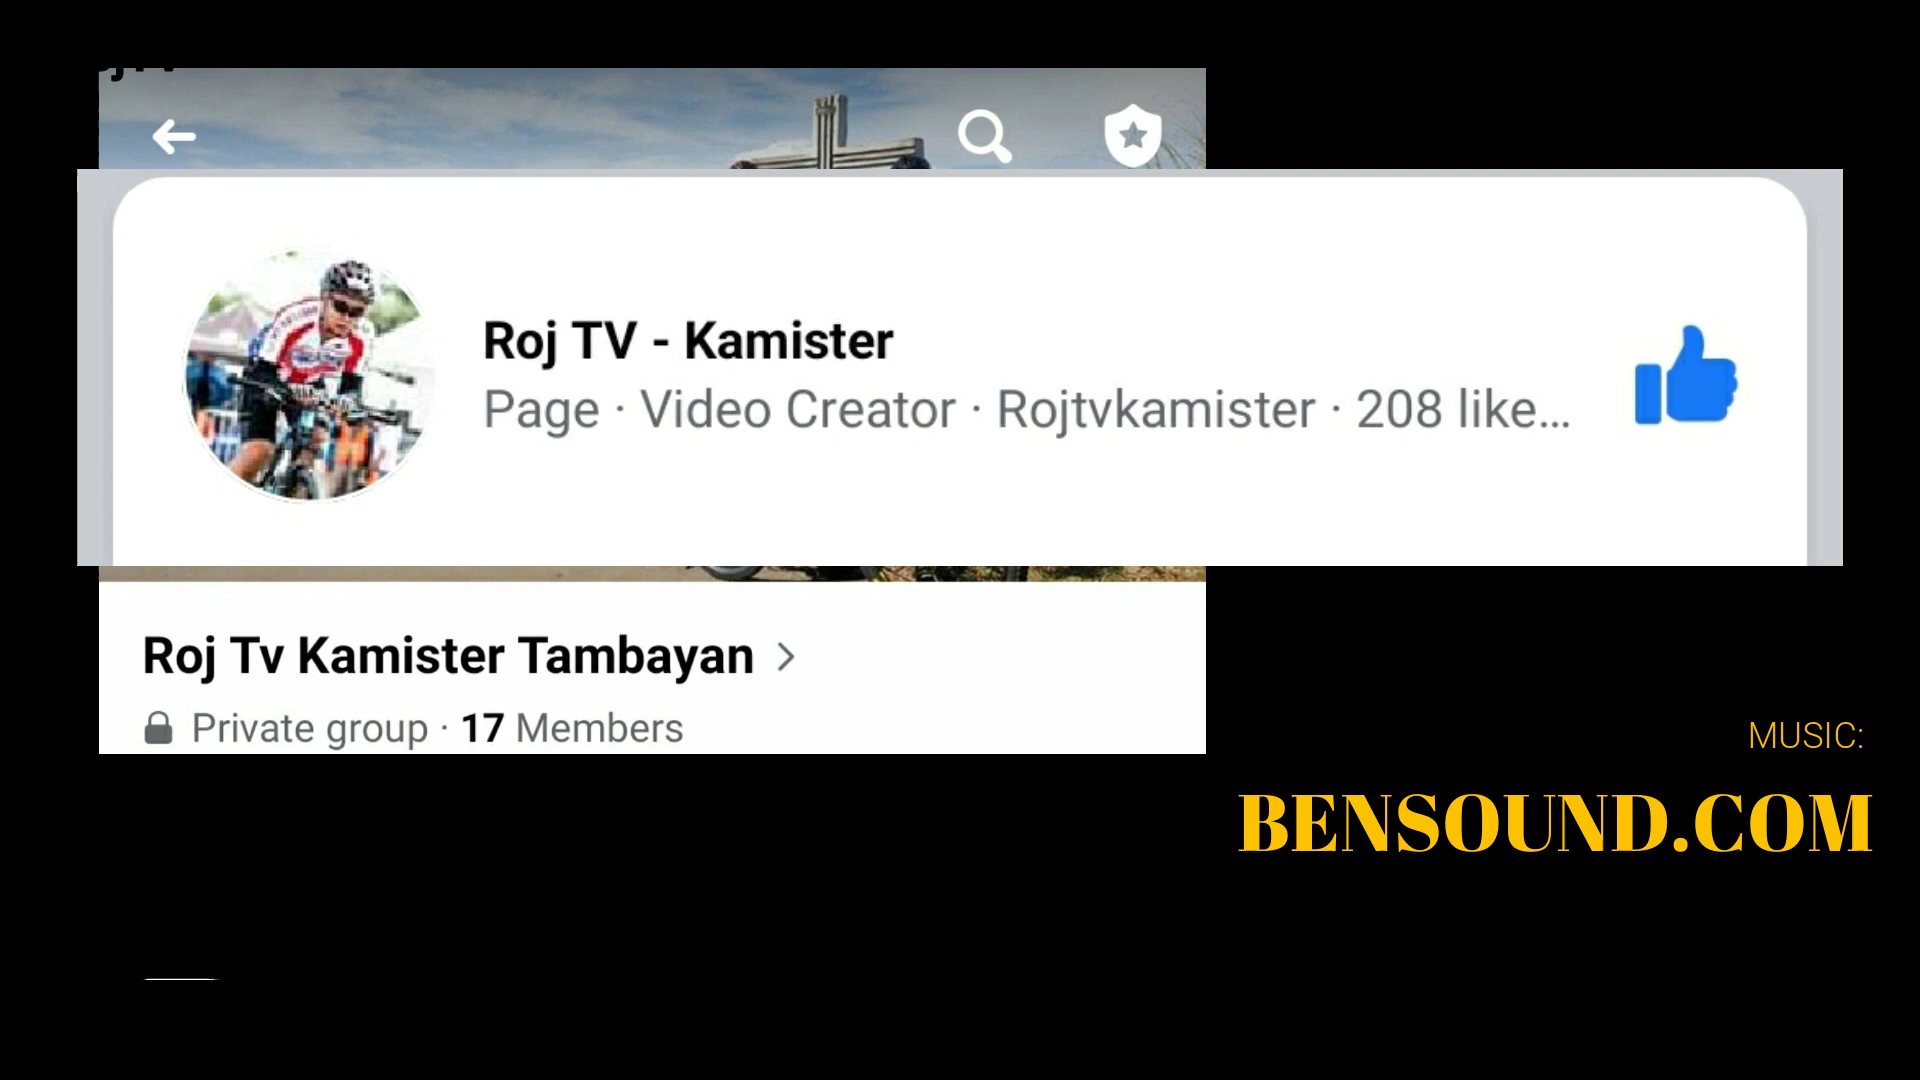 Roj TV - Kamister
Page · Video Creator · Rojtvkamister · 208 like...
Roj Tv Kamister Tambayan >
Private group · 17 Members
MUSIC:
BENSOUND.COM